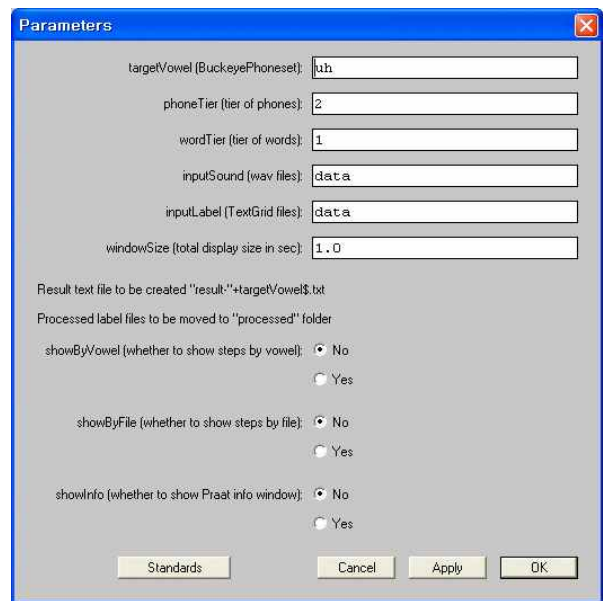 Parameters
targetVowel (BuckeyePhoneset): uh
phoneTier (tier of phones): 2
wordTier (tier of words): 1
inputSound (wav files): data
inputLabel (TextGrid files): data
windowSize (total display size in sec): 1.0
Result text file to be created "result-"+targetVowel$.txt
Processed label files to be moved to "processed" folder
showByVowel (whether to show steps by vowel): No
Yes
showByFile (whether to show steps by file): No
Yes
showInfo (whether to show Praat info window): No
Yes
Standards Cancel Apply OK